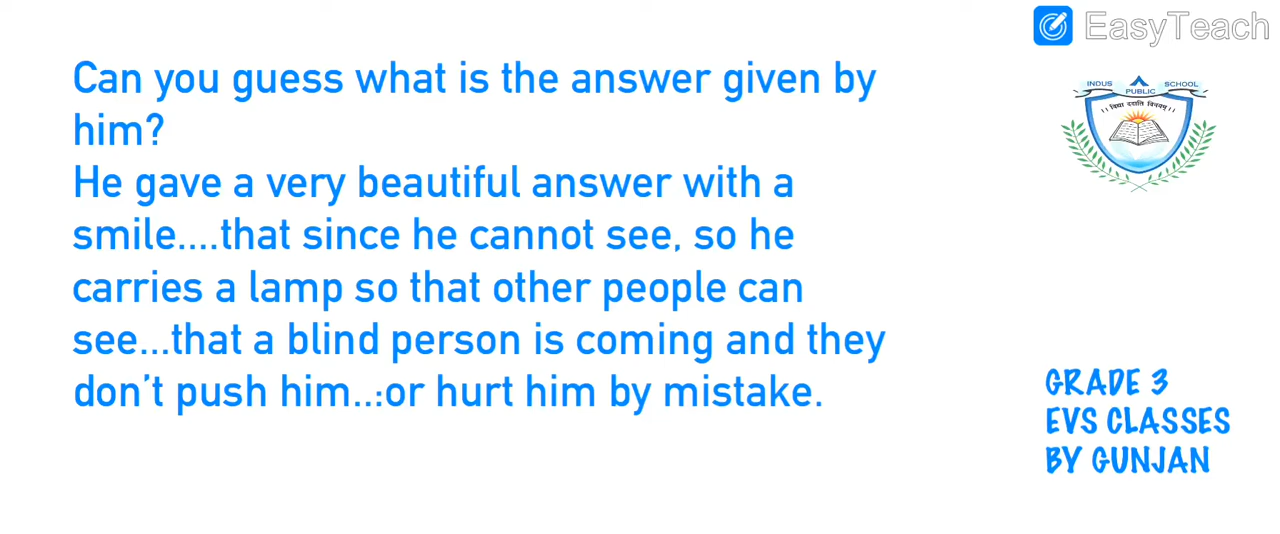 EasyTeach
Can you guess what is the answer given by
him?
He gave a very beautiful answer with a
smile....that since he cannot see, so he
carries a lamp so that other people can
see...that a blind person is coming and they
don't push him..:or hurt him by mistake.
INDUS PUBLIC SCHOOL
।। विद्या ददाति विनयम् ।।
GRADE 3
EVS CLASSES
BY GUNJAN